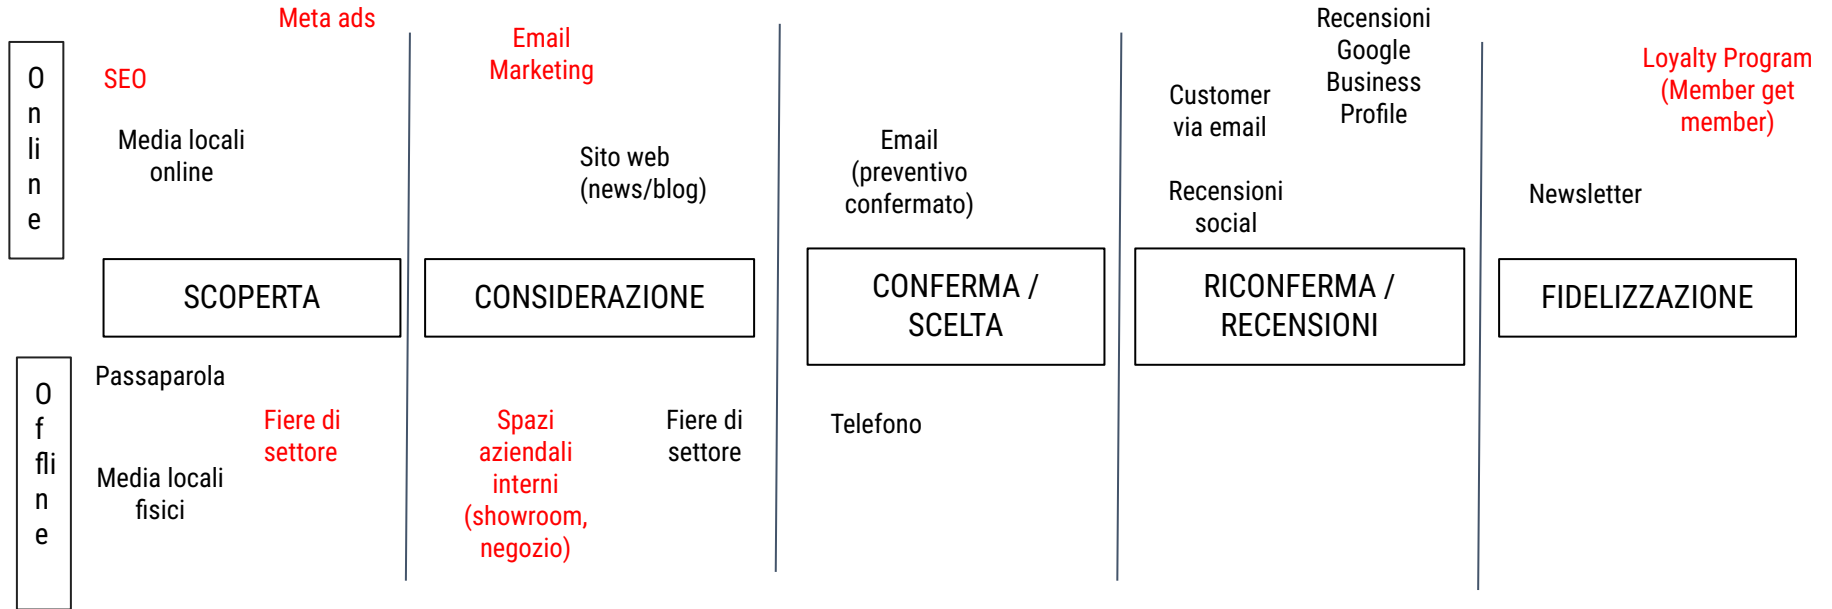 O
n
li
n
e
Meta ads
SEO
Media locali
online
Email
Marketing
Sito web
(news/blog)
Email
(preventivo
confermato)
Customer
via email
Recensioni
Google
Business
Profile
Recensioni
social
Loyalty Program
(Member get
member)
Newsletter
SCOPERTA
CONSIDERAZIONE
CONFERMA /
SCELTA
RICONFERMA /
RECENSIONI
FIDELIZZAZIONE
O
f
fli
n
e
Passaparola
Fiere di
settore
Media locali
fisici
Spazi
aziendali
interni
(showroom,
negozio)
Fiere di
settore
Telefono